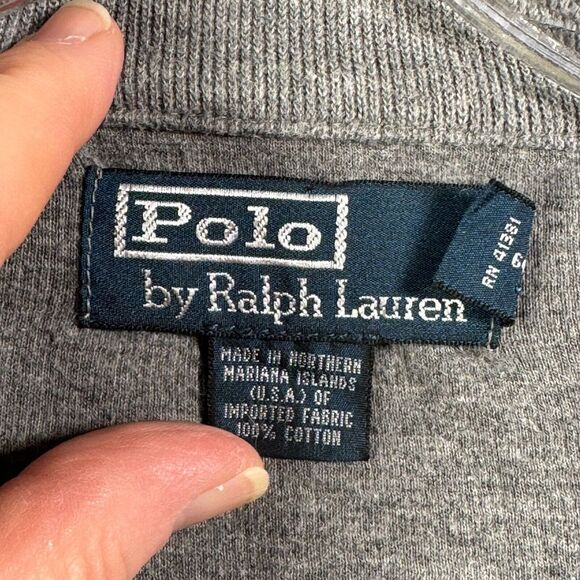 Polo
by Ralph Lauren
RN 41381
MADE IN NORTHERN
MARIANA ISLANDS
(U.S.A.) OF
IMPORTED FABRIC
100% COTTON